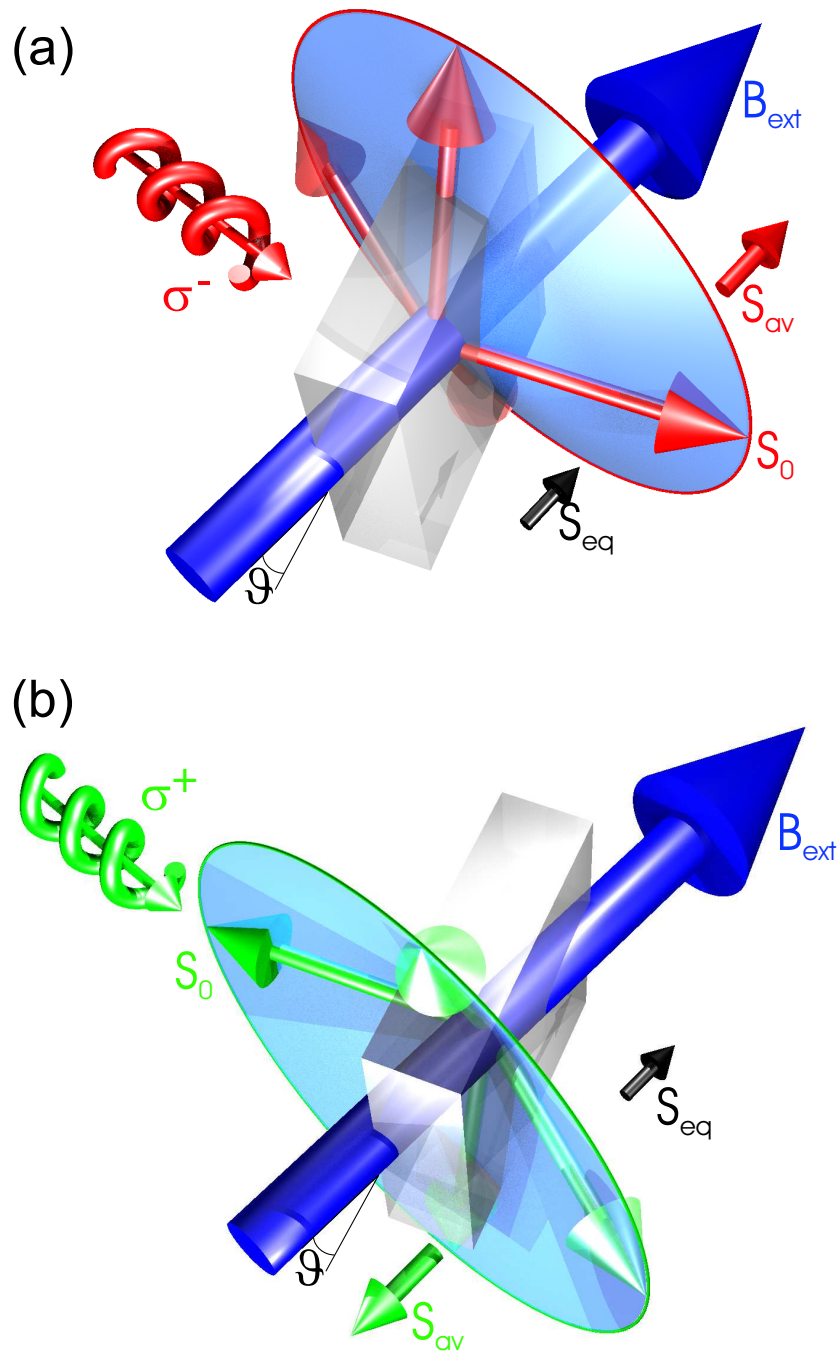 (a)
B_ext
σ⁻
S_av
S_0
S_eq
ϑ
(b)
σ⁺
B_ext
S_0
S_eq
ϑ
S_av